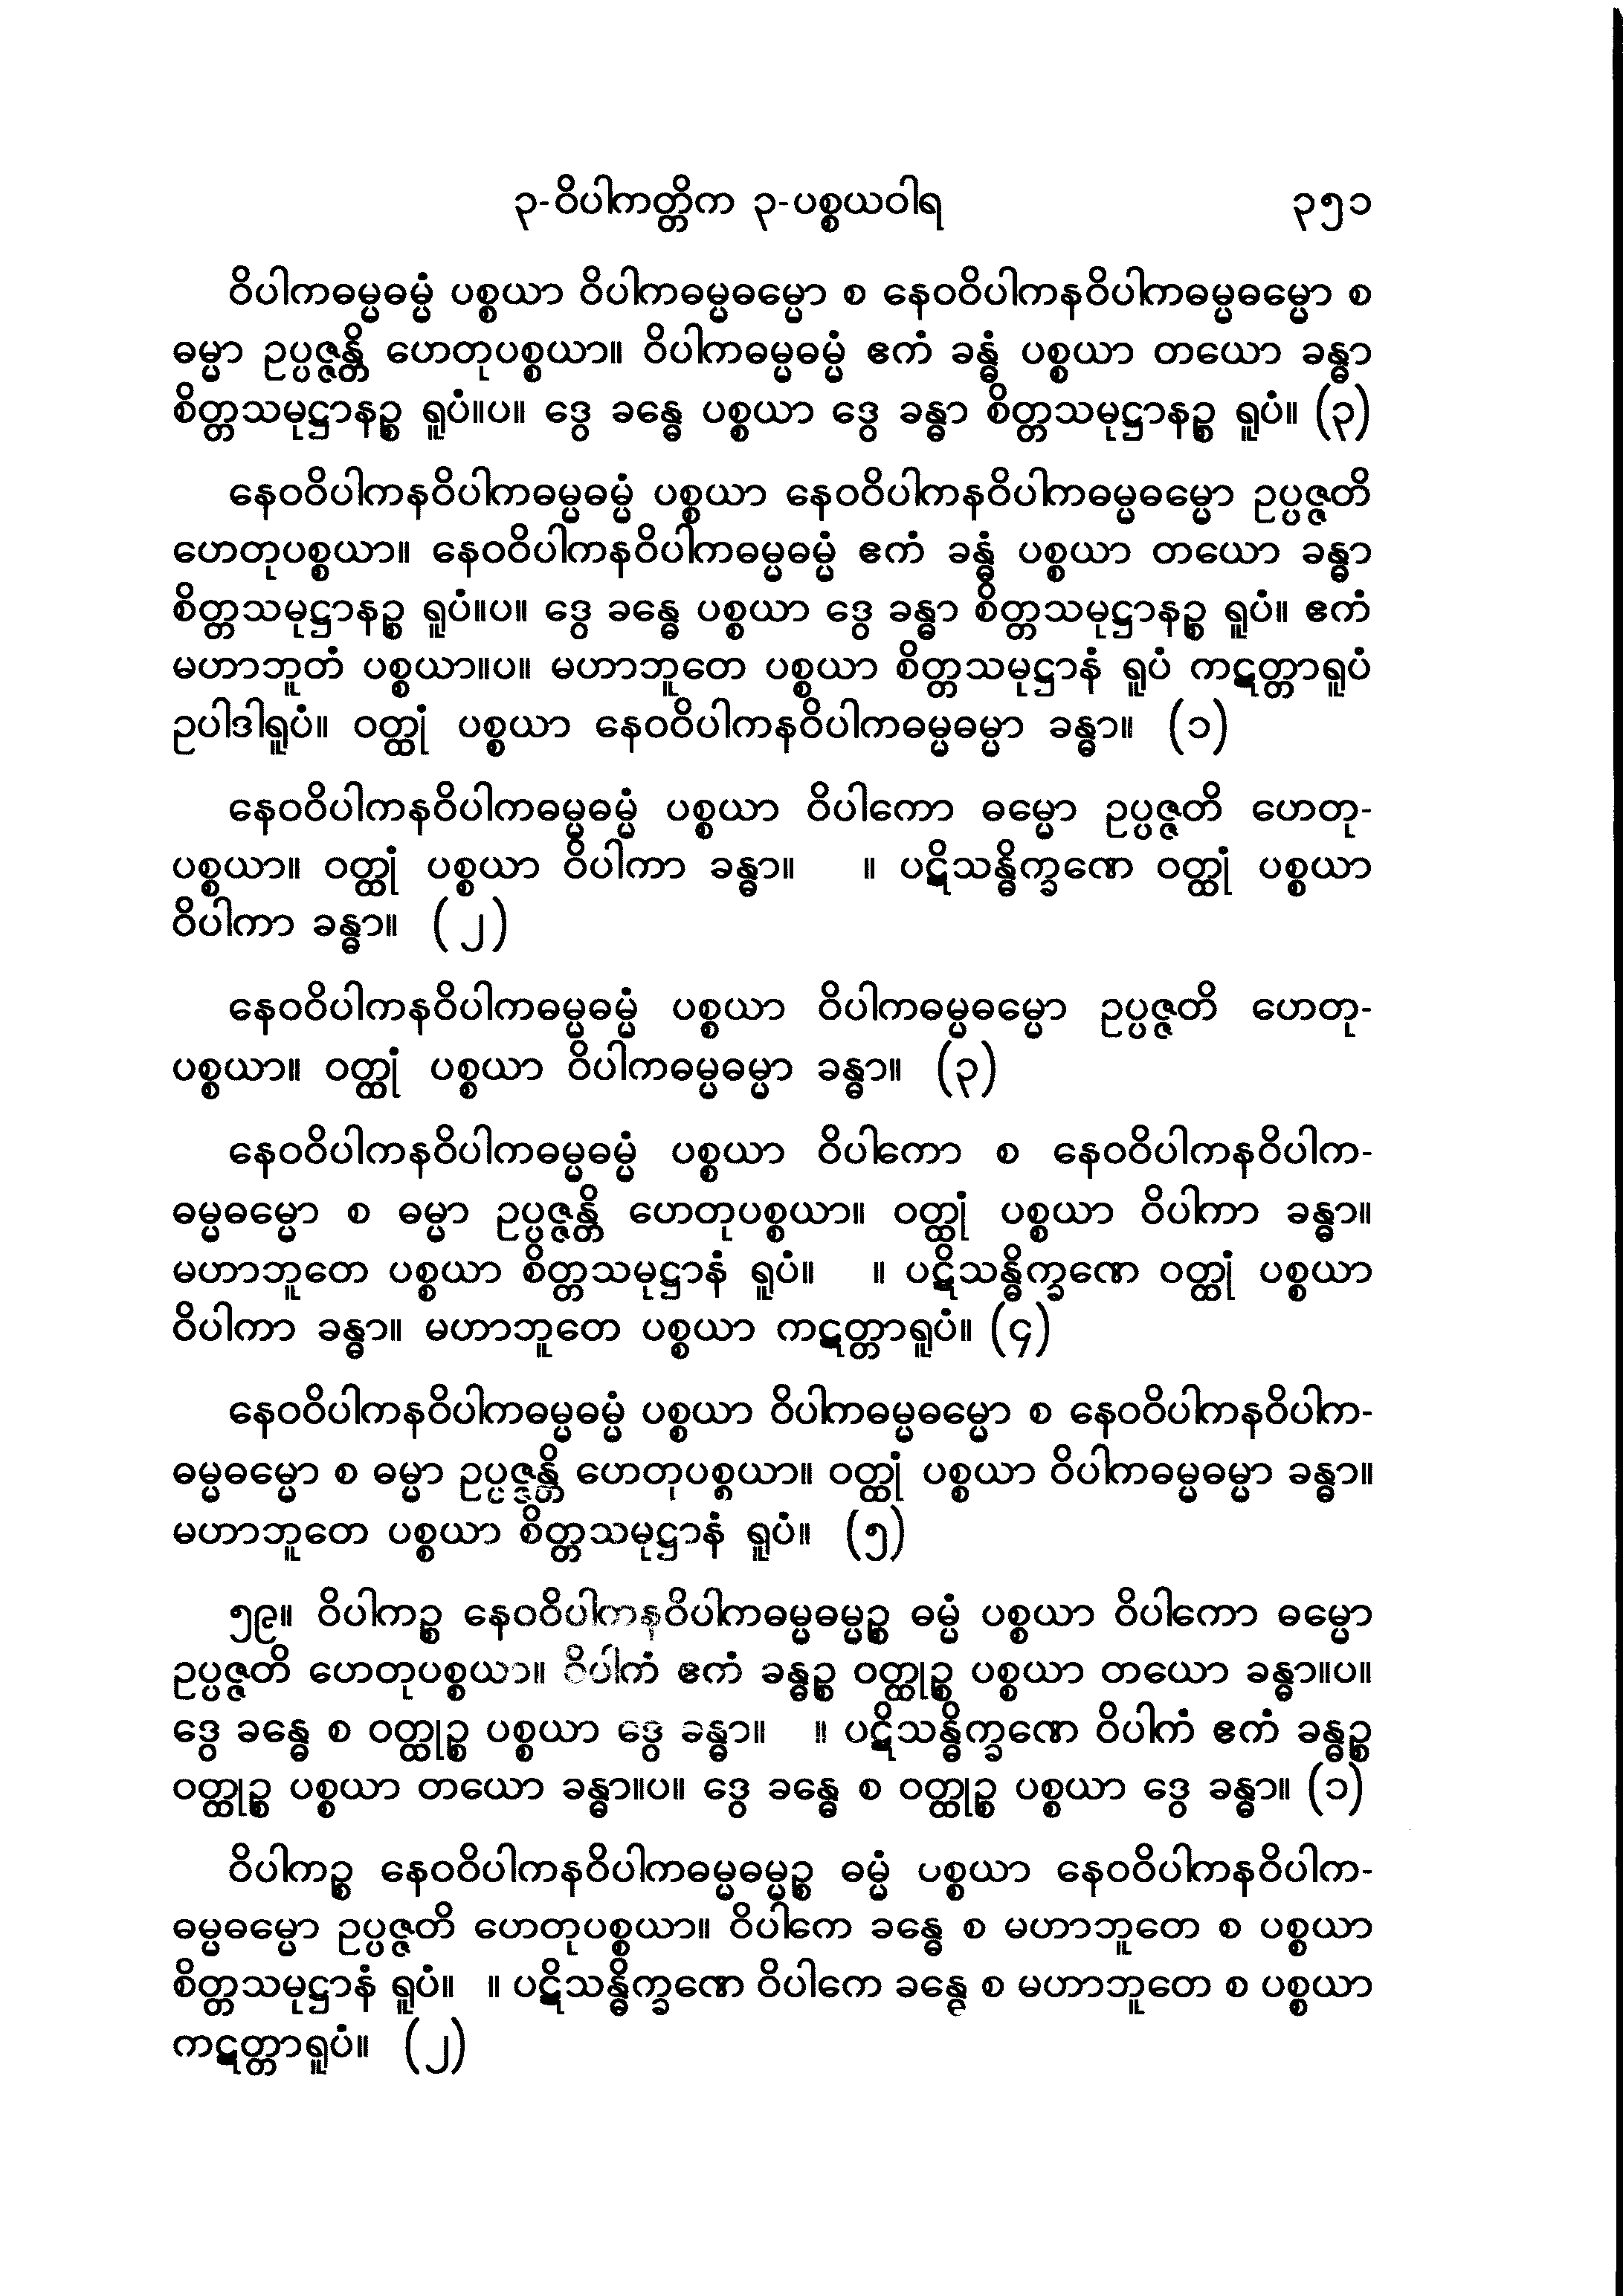 ၃-ဝိပါကတ္တိက ၃-ပစ္စယဝါရ ၃၅၁
ဝိပါကဓမ္မဓမ္မံ ပစ္စယာ ဝိပါကဓမ္မဓမ္မော စ နေဝဝိပါကနဝိပါကဓမ္မဓမ္မော စ
ဓမ္မာ ဥပ္ပဇ္ဇန္တိ ဟေတုပစ္စယာ။ ဝိပါကဓမ္မဓမ္မံ ဧကံ ခန္ဓံ ပစ္စယာ တယော ခန္ဓာ
စိတ္တသမုဋ္ဌာနဉ္စ ရူပံ။ပ။ ဒွေ ခန္ဓေ ပစ္စယာ ဒွေ ခန္ဓာ စိတ္တသမုဋ္ဌာနဉ္စ ရူပံ။ (၃)
နေဝဝိပါကနဝိပါကဓမ္မဓမ္မံ ပစ္စယာ နေဝဝိပါကနဝိပါကဓမ္မဓမ္မော ဥပ္ပဇ္ဇတိ
ဟေတုပစ္စယာ။ နေဝဝိပါကနဝိပါကဓမ္မဓမ္မံ ဧကံ ခန္ဓံ ပစ္စယာ တယော ခန္ဓာ
စိတ္တသမုဋ္ဌာနဉ္စ ရူပံ။ပ။ ဒွေ ခန္ဓေ ပစ္စယာ ဒွေ ခန္ဓာ စိတ္တသမုဋ္ဌာနဉ္စ ရူပံ။ ဧကံ
မဟာဘူတံ ပစ္စယာ။ပ။ မဟာဘူတေ ပစ္စယာ စိတ္တသမုဋ္ဌာနံ ရူပံ ကဋတ္တာရူပံ
ဥပါဒါရူပံ။ ဝတ္ထုံ ပစ္စယာ နေဝဝိပါကနဝိပါကဓမ္မဓမ္မာ ခန္ဓာ။ (၁)
နေဝဝိပါကနဝိပါကဓမ္မဓမ္မံ ပစ္စယာ ဝိပါကော ဓမ္မော ဥပ္ပဇ္ဇတိ ဟေတု-
ပစ္စယာ။ ဝတ္ထုံ ပစ္စယာ ဝိပါကာ ခန္ဓာ။ ။ ပဋိသန္ဓိက္ခဏေ ဝတ္ထုံ ပစ္စယာ
ဝိပါကာ ခန္ဓာ။ (၂)
နေဝဝိပါကနဝိပါကဓမ္မဓမ္မံ ပစ္စယာ ဝိပါကဓမ္မဓမ္မော ဥပ္ပဇ္ဇတိ ဟေတု-
ပစ္စယာ။ ဝတ္ထုံ ပစ္စယာ ဝိပါကဓမ္မဓမ္မာ ခန္ဓာ။ (၃)
နေဝဝိပါကနဝိပါကဓမ္မဓမ္မံ ပစ္စယာ ဝိပါကော စ နေဝဝိပါကနဝိပါက-
ဓမ္မဓမ္မော စ ဓမ္မာ ဥပ္ပဇ္ဇန္တိ ဟေတုပစ္စယာ။ ဝတ္ထုံ ပစ္စယာ ဝိပါကာ ခန္ဓာ။
မဟာဘူတေ ပစ္စယာ စိတ္တသမုဋ္ဌာနံ ရူပံ။ ။ ပဋိသန္ဓိက္ခဏေ ဝတ္ထုံ ပစ္စယာ
ဝိပါကာ ခန္ဓာ။ မဟာဘူတေ ပစ္စယာ ကဋတ္တာရူပံ။ (၄)
နေဝဝိပါကနဝိပါကဓမ္မဓမ္မံ ပစ္စယာ ဝိပါကဓမ္မဓမ္မော စ နေဝဝိပါကနဝိပါက-
ဓမ္မဓမ္မော စ ဓမ္မာ ဥပ္ပဇ္ဇန္တိ ဟေတုပစ္စယာ။ ဝတ္ထုံ ပစ္စယာ ဝိပါကဓမ္မဓမ္မာ ခန္ဓာ။
မဟာဘူတေ ပစ္စယာ စိတ္တသမုဋ္ဌာနံ ရူပံ။ (၅)
၅၉။ ဝိပါကဉ္စ နေဝဝိပါကနဝိပါကဓမ္မဓမ္မဉ္စ ဓမ္မံ ပစ္စယာ ဝိပါကော ဓမ္မော
ဥပ္ပဇ္ဇတိ ဟေတုပစ္စယာ။ ဝိပါကံ ဧကံ ခန္ဓဉ္စ ဝတ္ထုဉ္စ ပစ္စယာ တယော ခန္ဓာ။ပ။
ဒွေ ခန္ဓေ စ ဝတ္ထုဉ္စ ပစ္စယာ ဒွေ ခန္ဓာ။ ။ ပဋိသန္ဓိက္ခဏေ ဝိပါကံ ဧကံ ခန္ဓဉ္စ
ဝတ္ထုဉ္စ ပစ္စယာ တယော ခန္ဓာ။ပ။ ဒွေ ခန္ဓေ စ ဝတ္ထုဉ္စ ပစ္စယာ ဒွေ ခန္ဓာ။ (၁)
ဝိပါကဉ္စ နေဝဝိပါကနဝိပါကဓမ္မဓမ္မဉ္စ ဓမ္မံ ပစ္စယာ နေဝဝိပါကနဝိပါက-
ဓမ္မဓမ္မော ဥပ္ပဇ္ဇတိ ဟေတုပစ္စယာ။ ဝိပါကေ ခန္ဓေ စ မဟာဘူတေ စ ပစ္စယာ
စိတ္တသမုဋ္ဌာနံ ရူပံ။ ။ ပဋိသန္ဓိက္ခဏေ ဝိပါကေ ခန္ဓေ စ မဟာဘူတေ စ ပစ္စယာ
ကဋတ္တာရူပံ။ (၂)